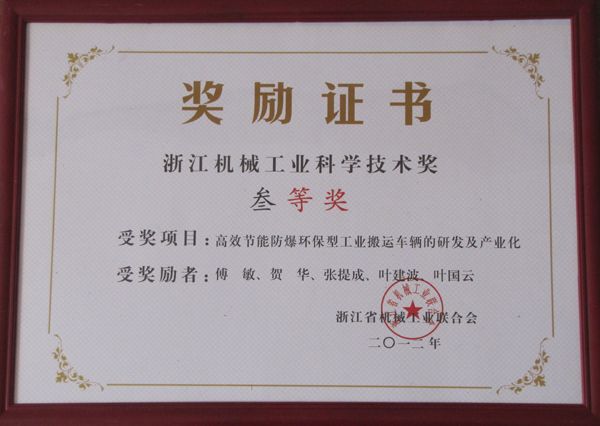 奖励证书
浙江机械工业科学技术奖
叁等奖
受奖项目：高效节能防爆环保型工业搬运车辆的研发及产业化
受奖励者：傅 敏、贺 华、张提成、叶建波、叶国云
浙江省机械工业联合会
二〇一二年